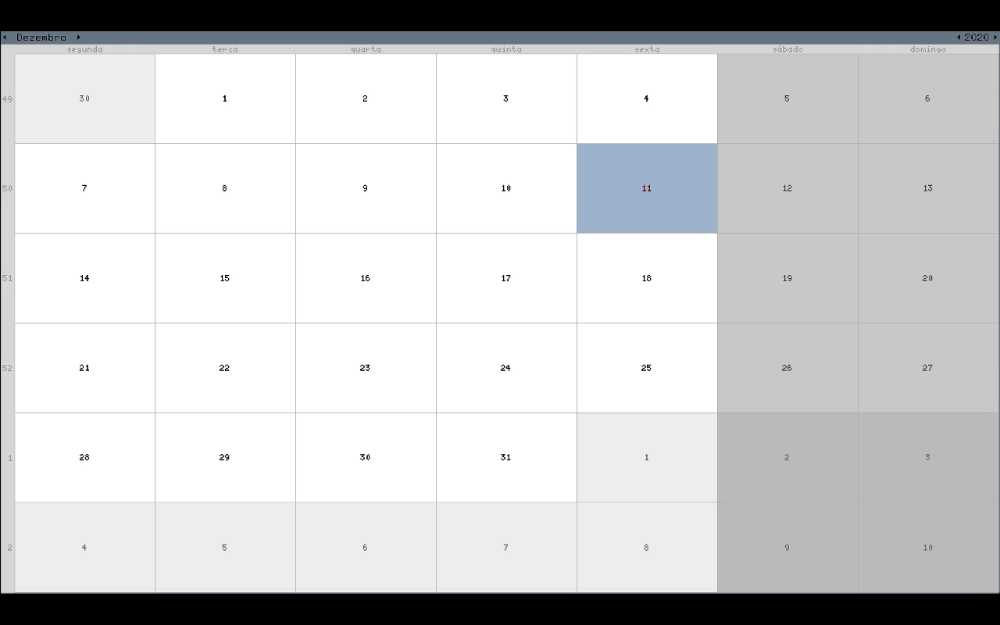 Dezembro 2020
segunda terça quarta quinta sexta sábado domingo
49 30 1 2 3 4 5 6
50 7 8 9 10 11 12 13
51 14 15 16 17 18 19 20
52 21 22 23 24 25 26 27
1 28 29 30 31 1 2 3
2 4 5 6 7 8 9 10